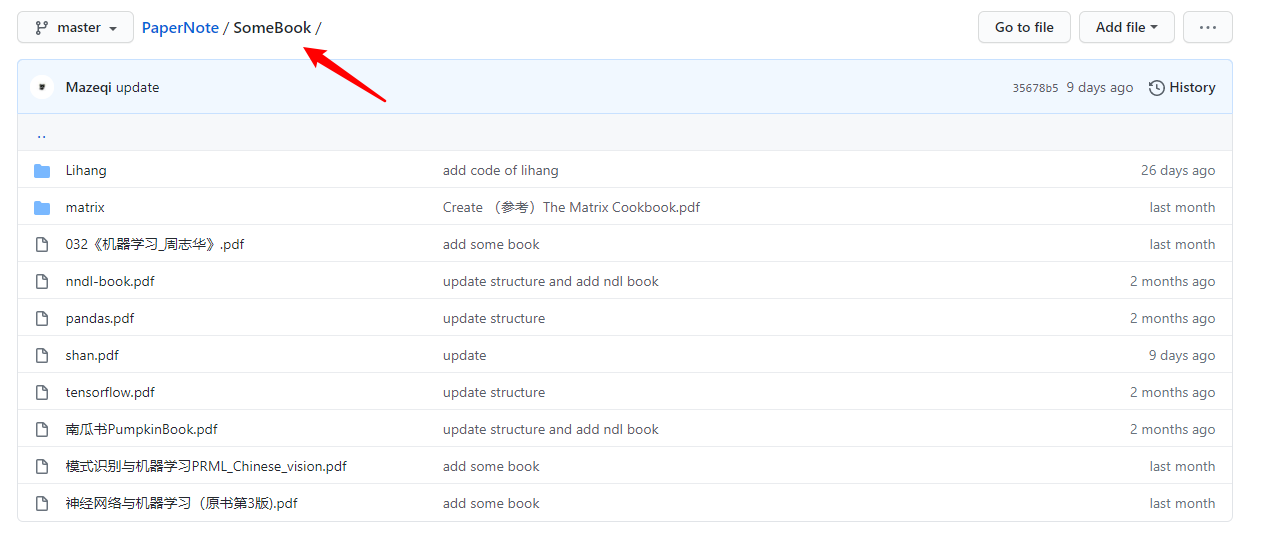 master PaperNote / SomeBook / Go to file Add file ...
Mazeqi update 35678b5 9 days ago History
..
Lihang add code of lihang 26 days ago
matrix Create （参考）The Matrix Cookbook.pdf last month
032《机器学习_周志华》.pdf add some book last month
nndl-book.pdf update structure and add ndl book 2 months ago
pandas.pdf update structure 2 months ago
shan.pdf update 9 days ago
tensorflow.pdf update structure 2 months ago
南瓜书PumpkinBook.pdf update structure and add ndl book 2 months ago
模式识别与机器学习PRML_Chinese_vision.pdf add some book last month
神经网络与机器学习（原书第3版).pdf add some book last month